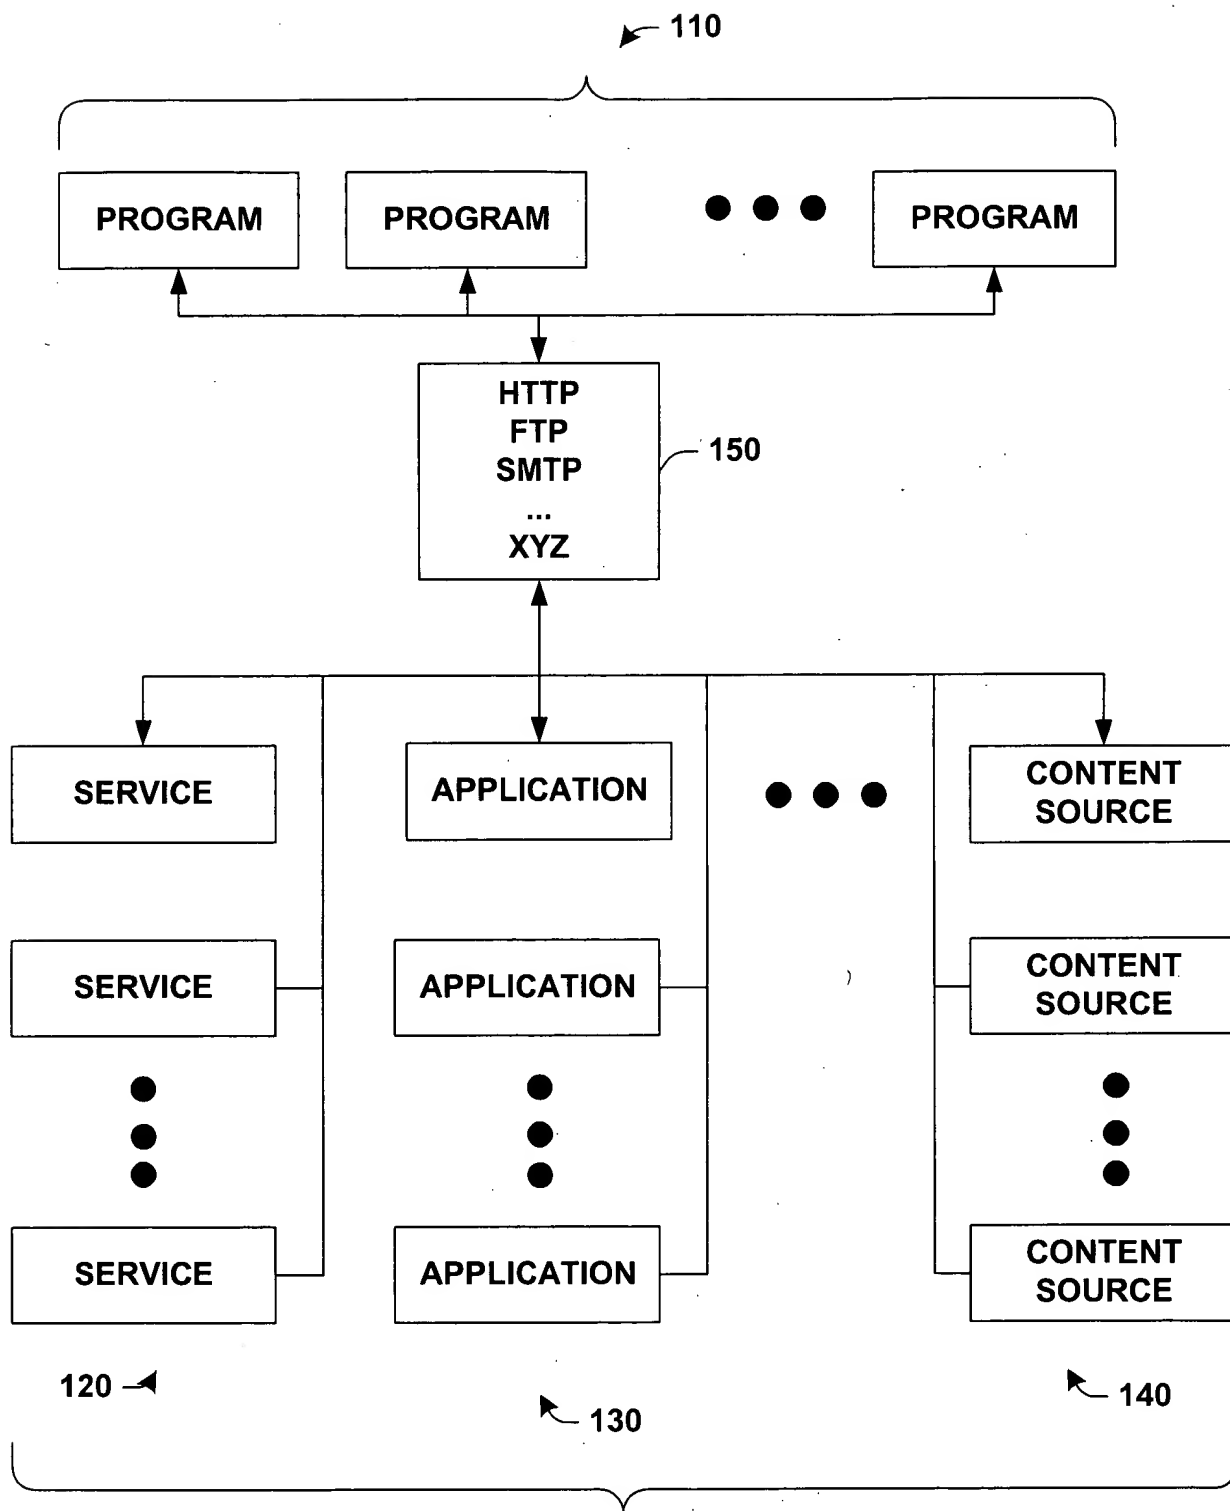 110
PROGRAM
PROGRAM
PROGRAM
HTTP
FTP
SMTP
...
XYZ
150
SERVICE
APPLICATION
CONTENT
SOURCE
SERVICE
APPLICATION
CONTENT
SOURCE
SERVICE
APPLICATION
CONTENT
SOURCE
120
130
140